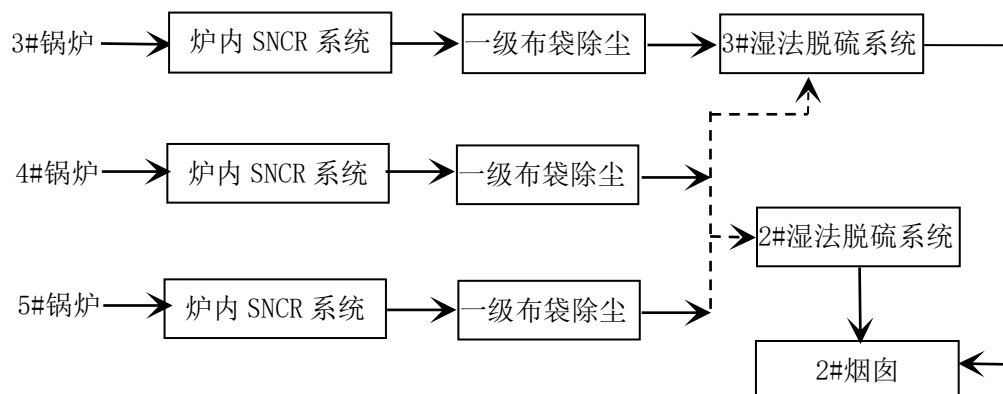 3#锅炉
炉内 SNCR 系统
一级布袋除尘
3#湿法脱硫系统
4#锅炉
炉内 SNCR 系统
一级布袋除尘
2#湿法脱硫系统
5#锅炉
炉内 SNCR 系统
一级布袋除尘
2#烟囱